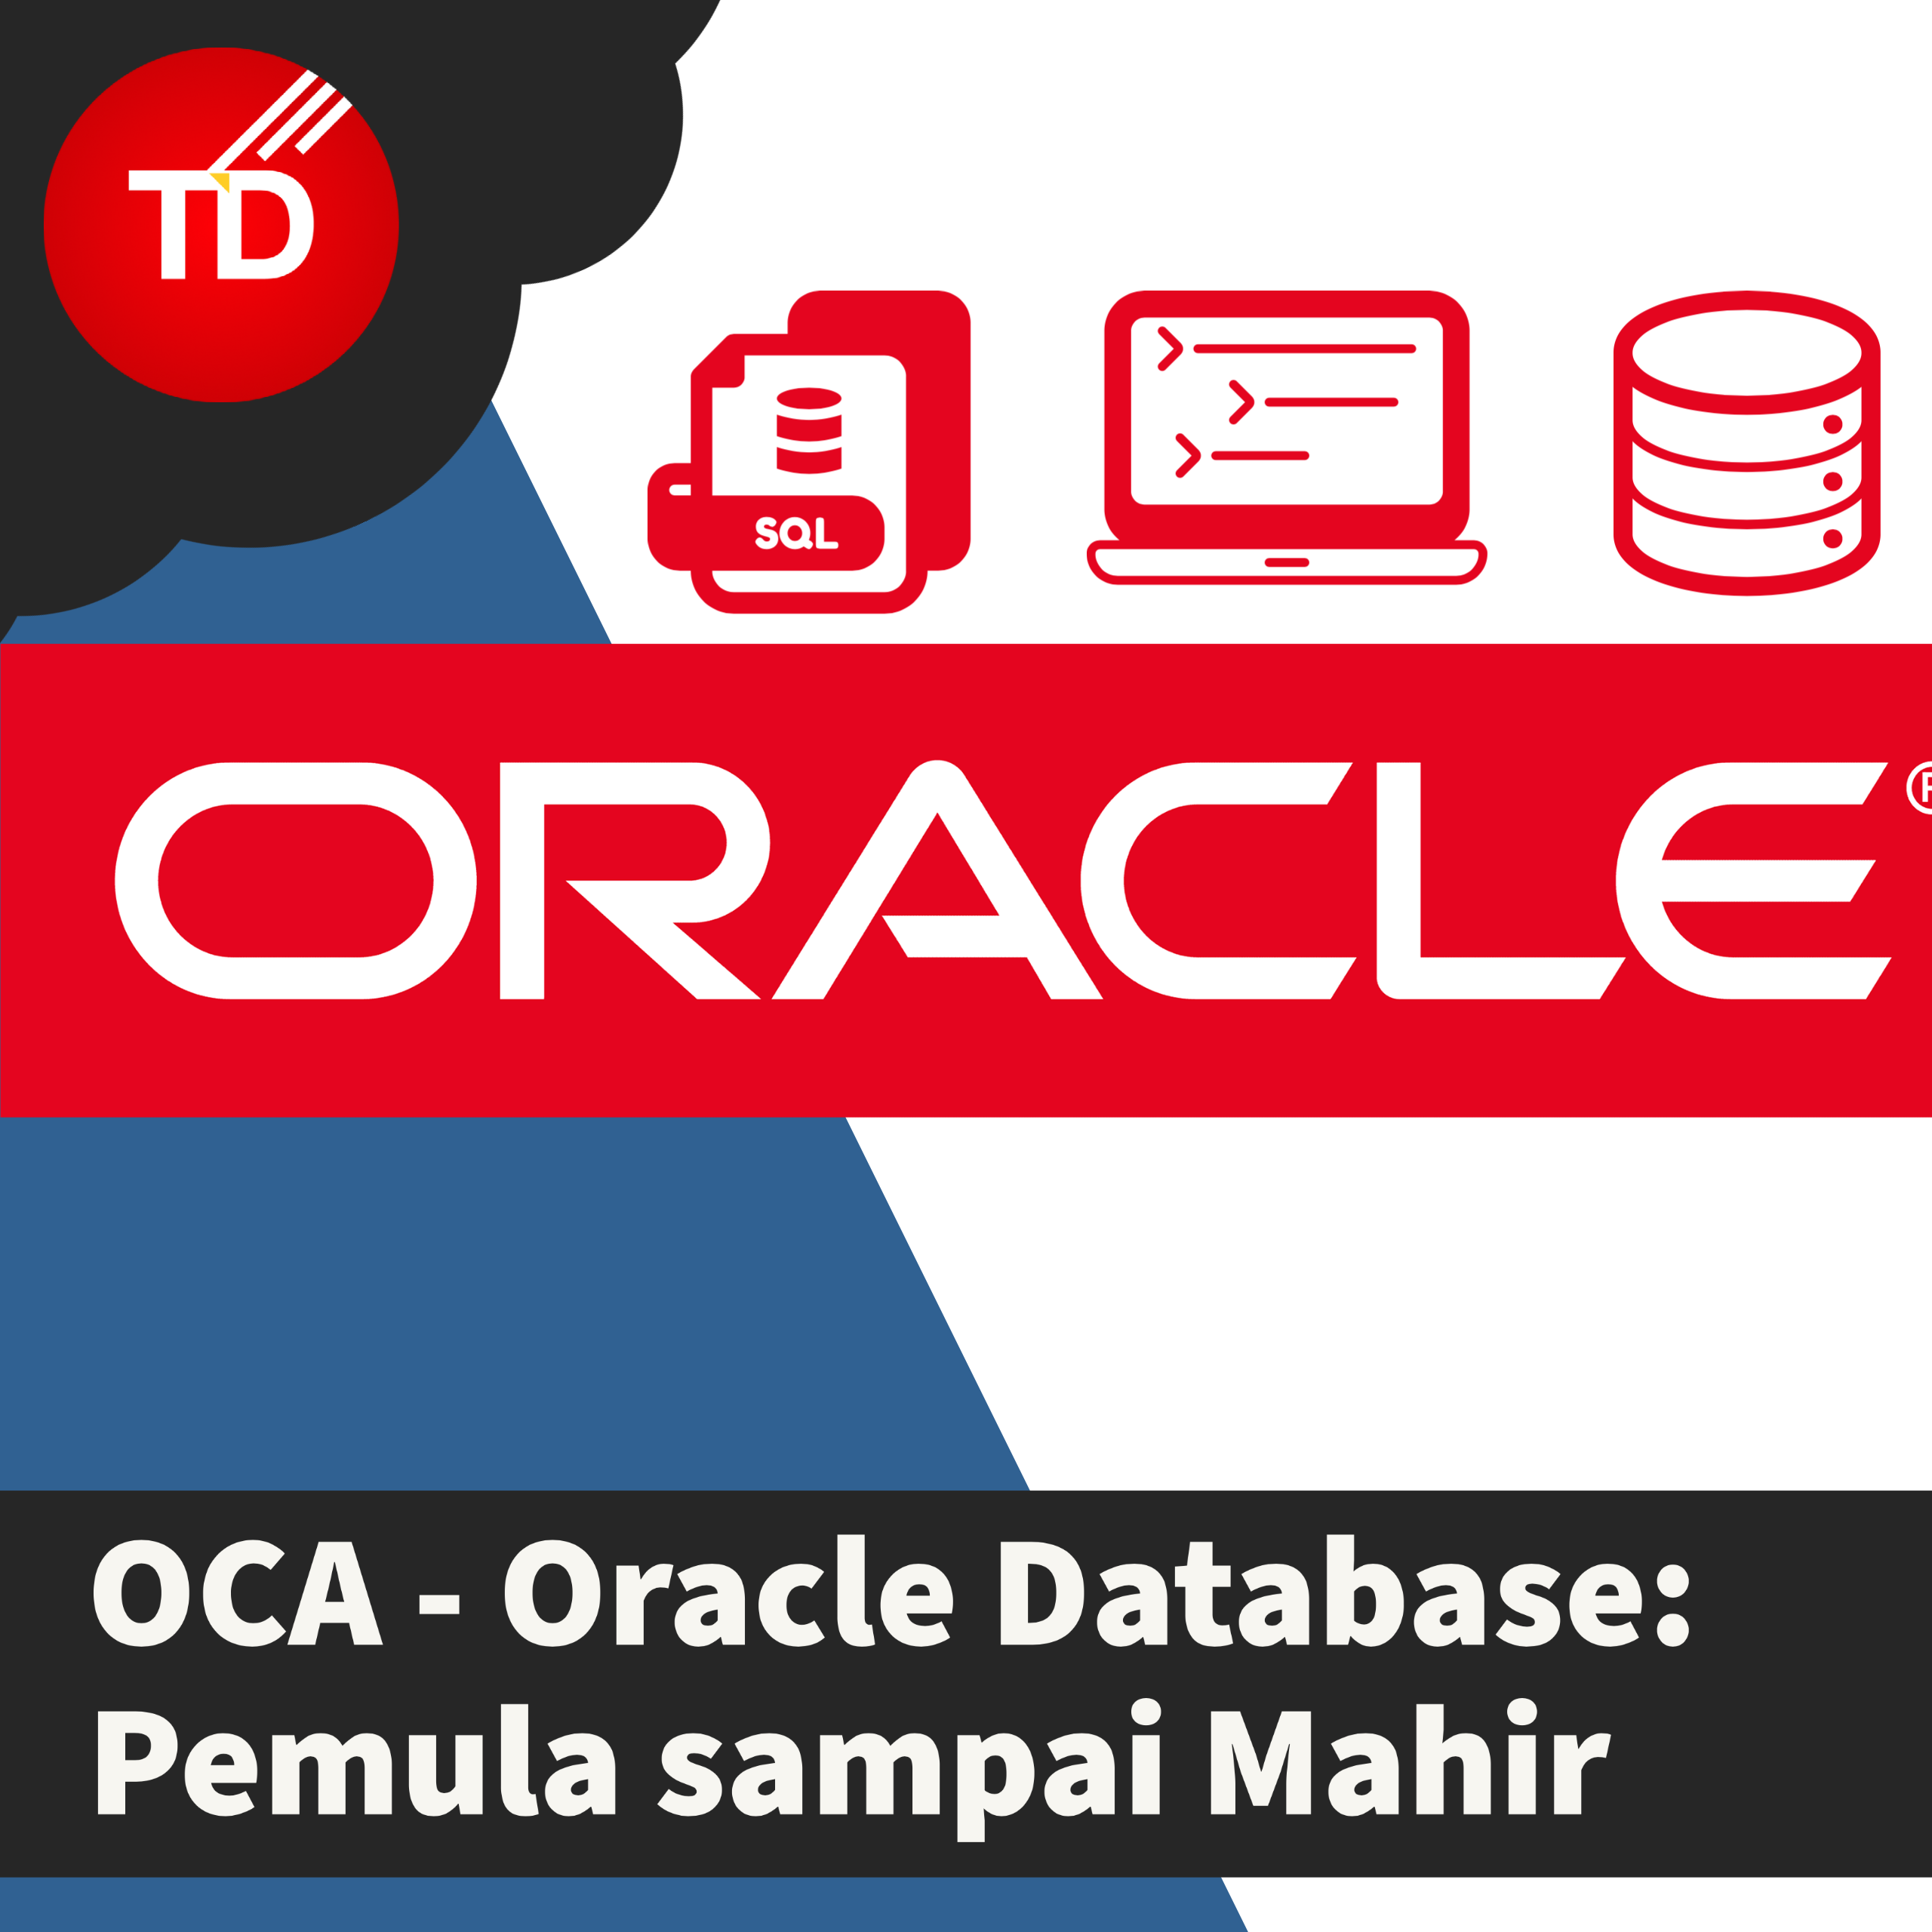 TD
SQL
ORACLE®
OCA - Oracle Database:
Pemula sampai Mahir